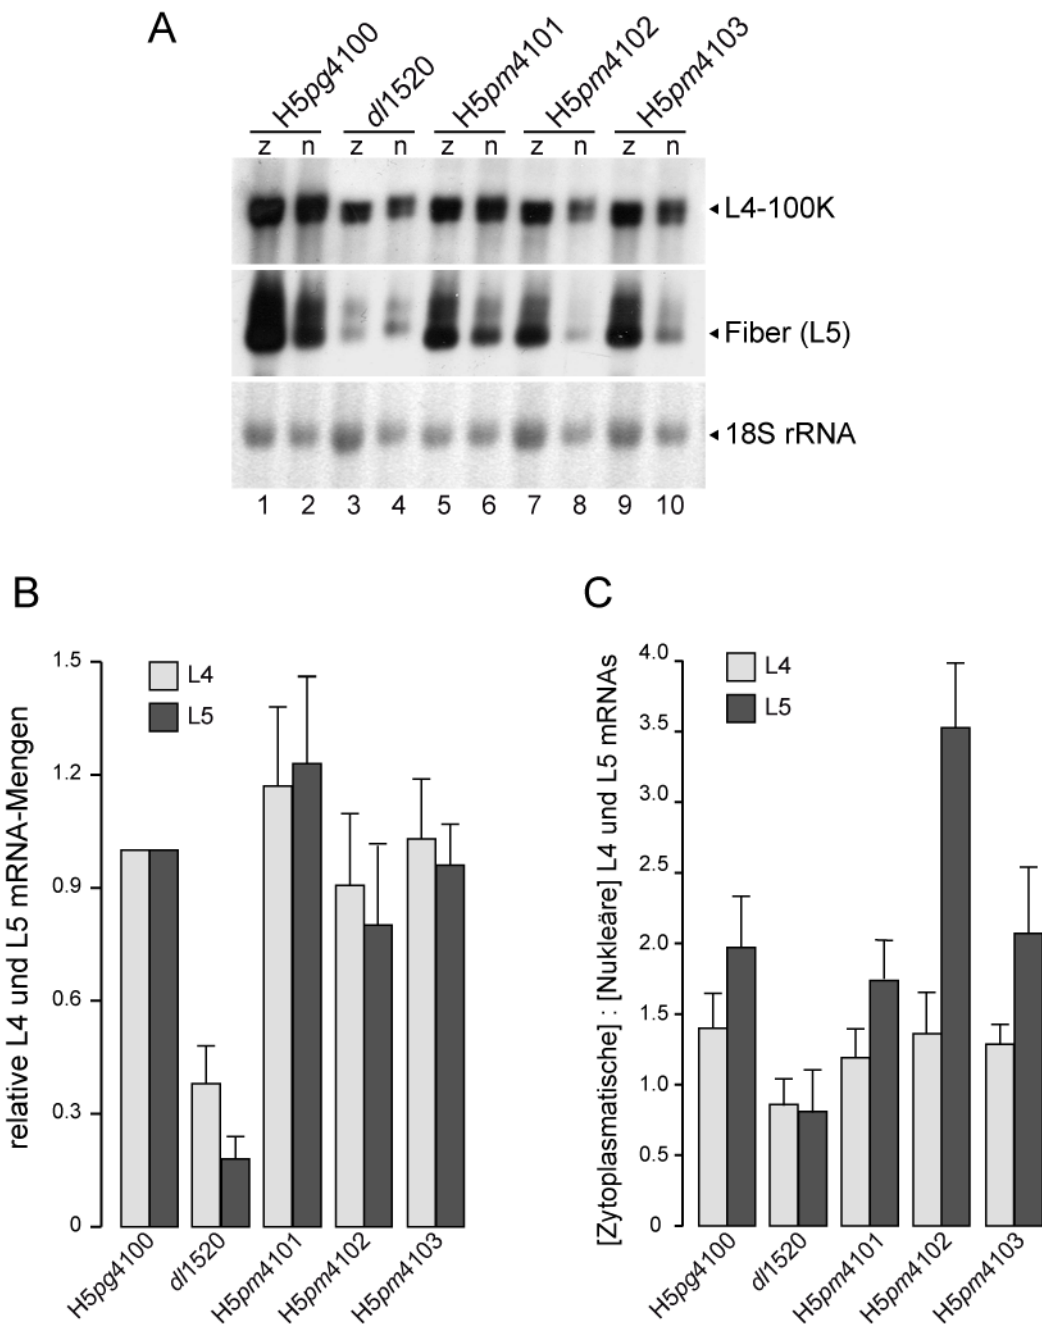 A
H5pg4100 dl1520 H5pm4101 H5pm4102 H5pm4103
z n z n z n z n z n
L4-100K
Fiber (L5)
18S rRNA
1 2 3 4 5 6 7 8 9 10
B
relative L4 und L5 mRNA-Mengen
1.5
1.2
0.9
0.6
0.3
0
L4
L5
H5pg4100 dl1520 H5pm4101 H5pm4102 H5pm4103
C
[Zytoplasmatische] : [Nukleäre] L4 und L5 mRNAs
4.0
3.5
3.0
2.5
2.0
1.5
1.0
0.5
0
L4
L5
H5pg4100 dl1520 H5pm4101 H5pm4102 H5pm4103